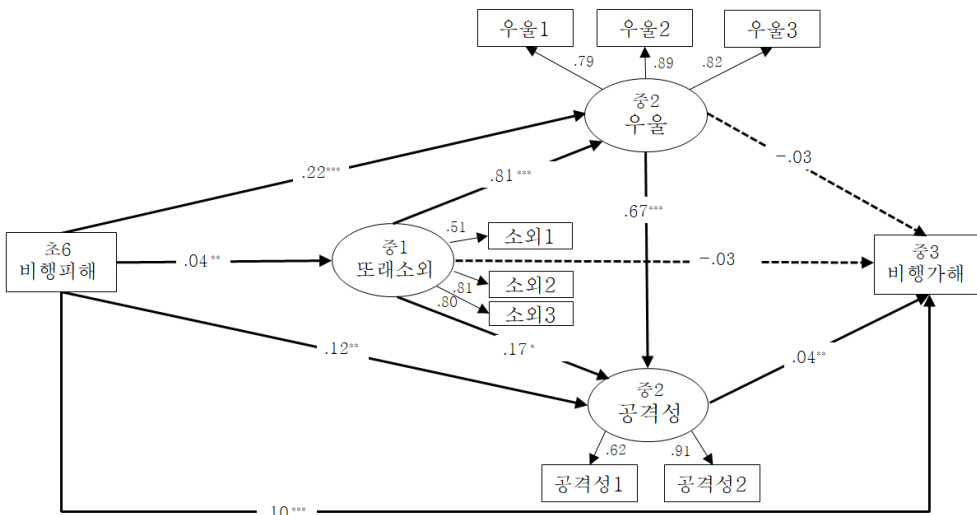 우울1
우울2
우울3
.79
.89
.82
중2
우울
-.03
.22***
.81***
.67***
초6
비행피해
.04**
중1
또래소외
.51
소외1
.81
소외2
.80
소외3
-.03
중3
비행가해
.12**
.17*
.04**
중2
공격성
.62
.91
공격성1
공격성2
.10***